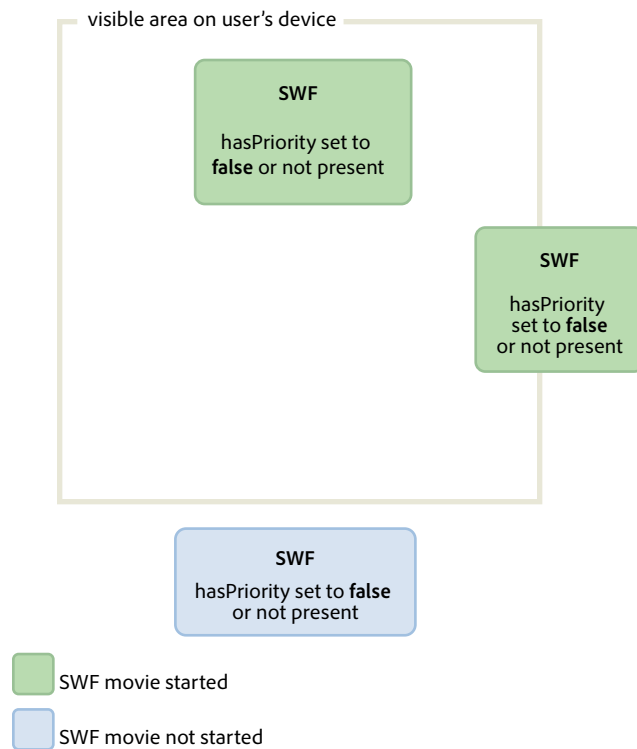 visible area on user’s device
SWF
hasPriority set to
false or not present
SWF
hasPriority
set to false
or not present
SWF
hasPriority set to false
or not present
SWF movie started
SWF movie not started